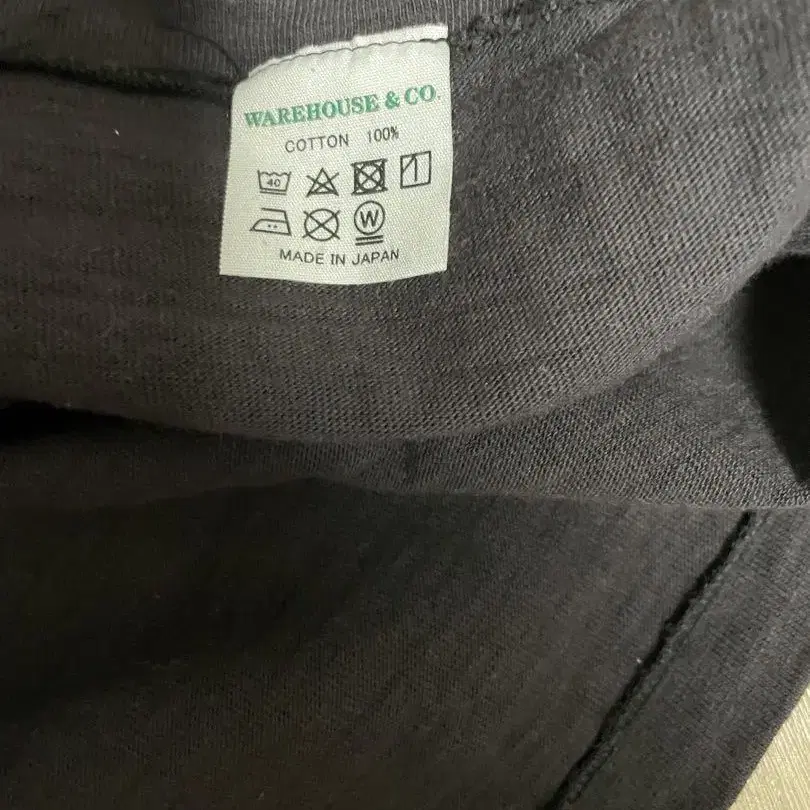 WAREHOUSE & CO.
COTTON 100%
40
W
MADE IN JAPAN